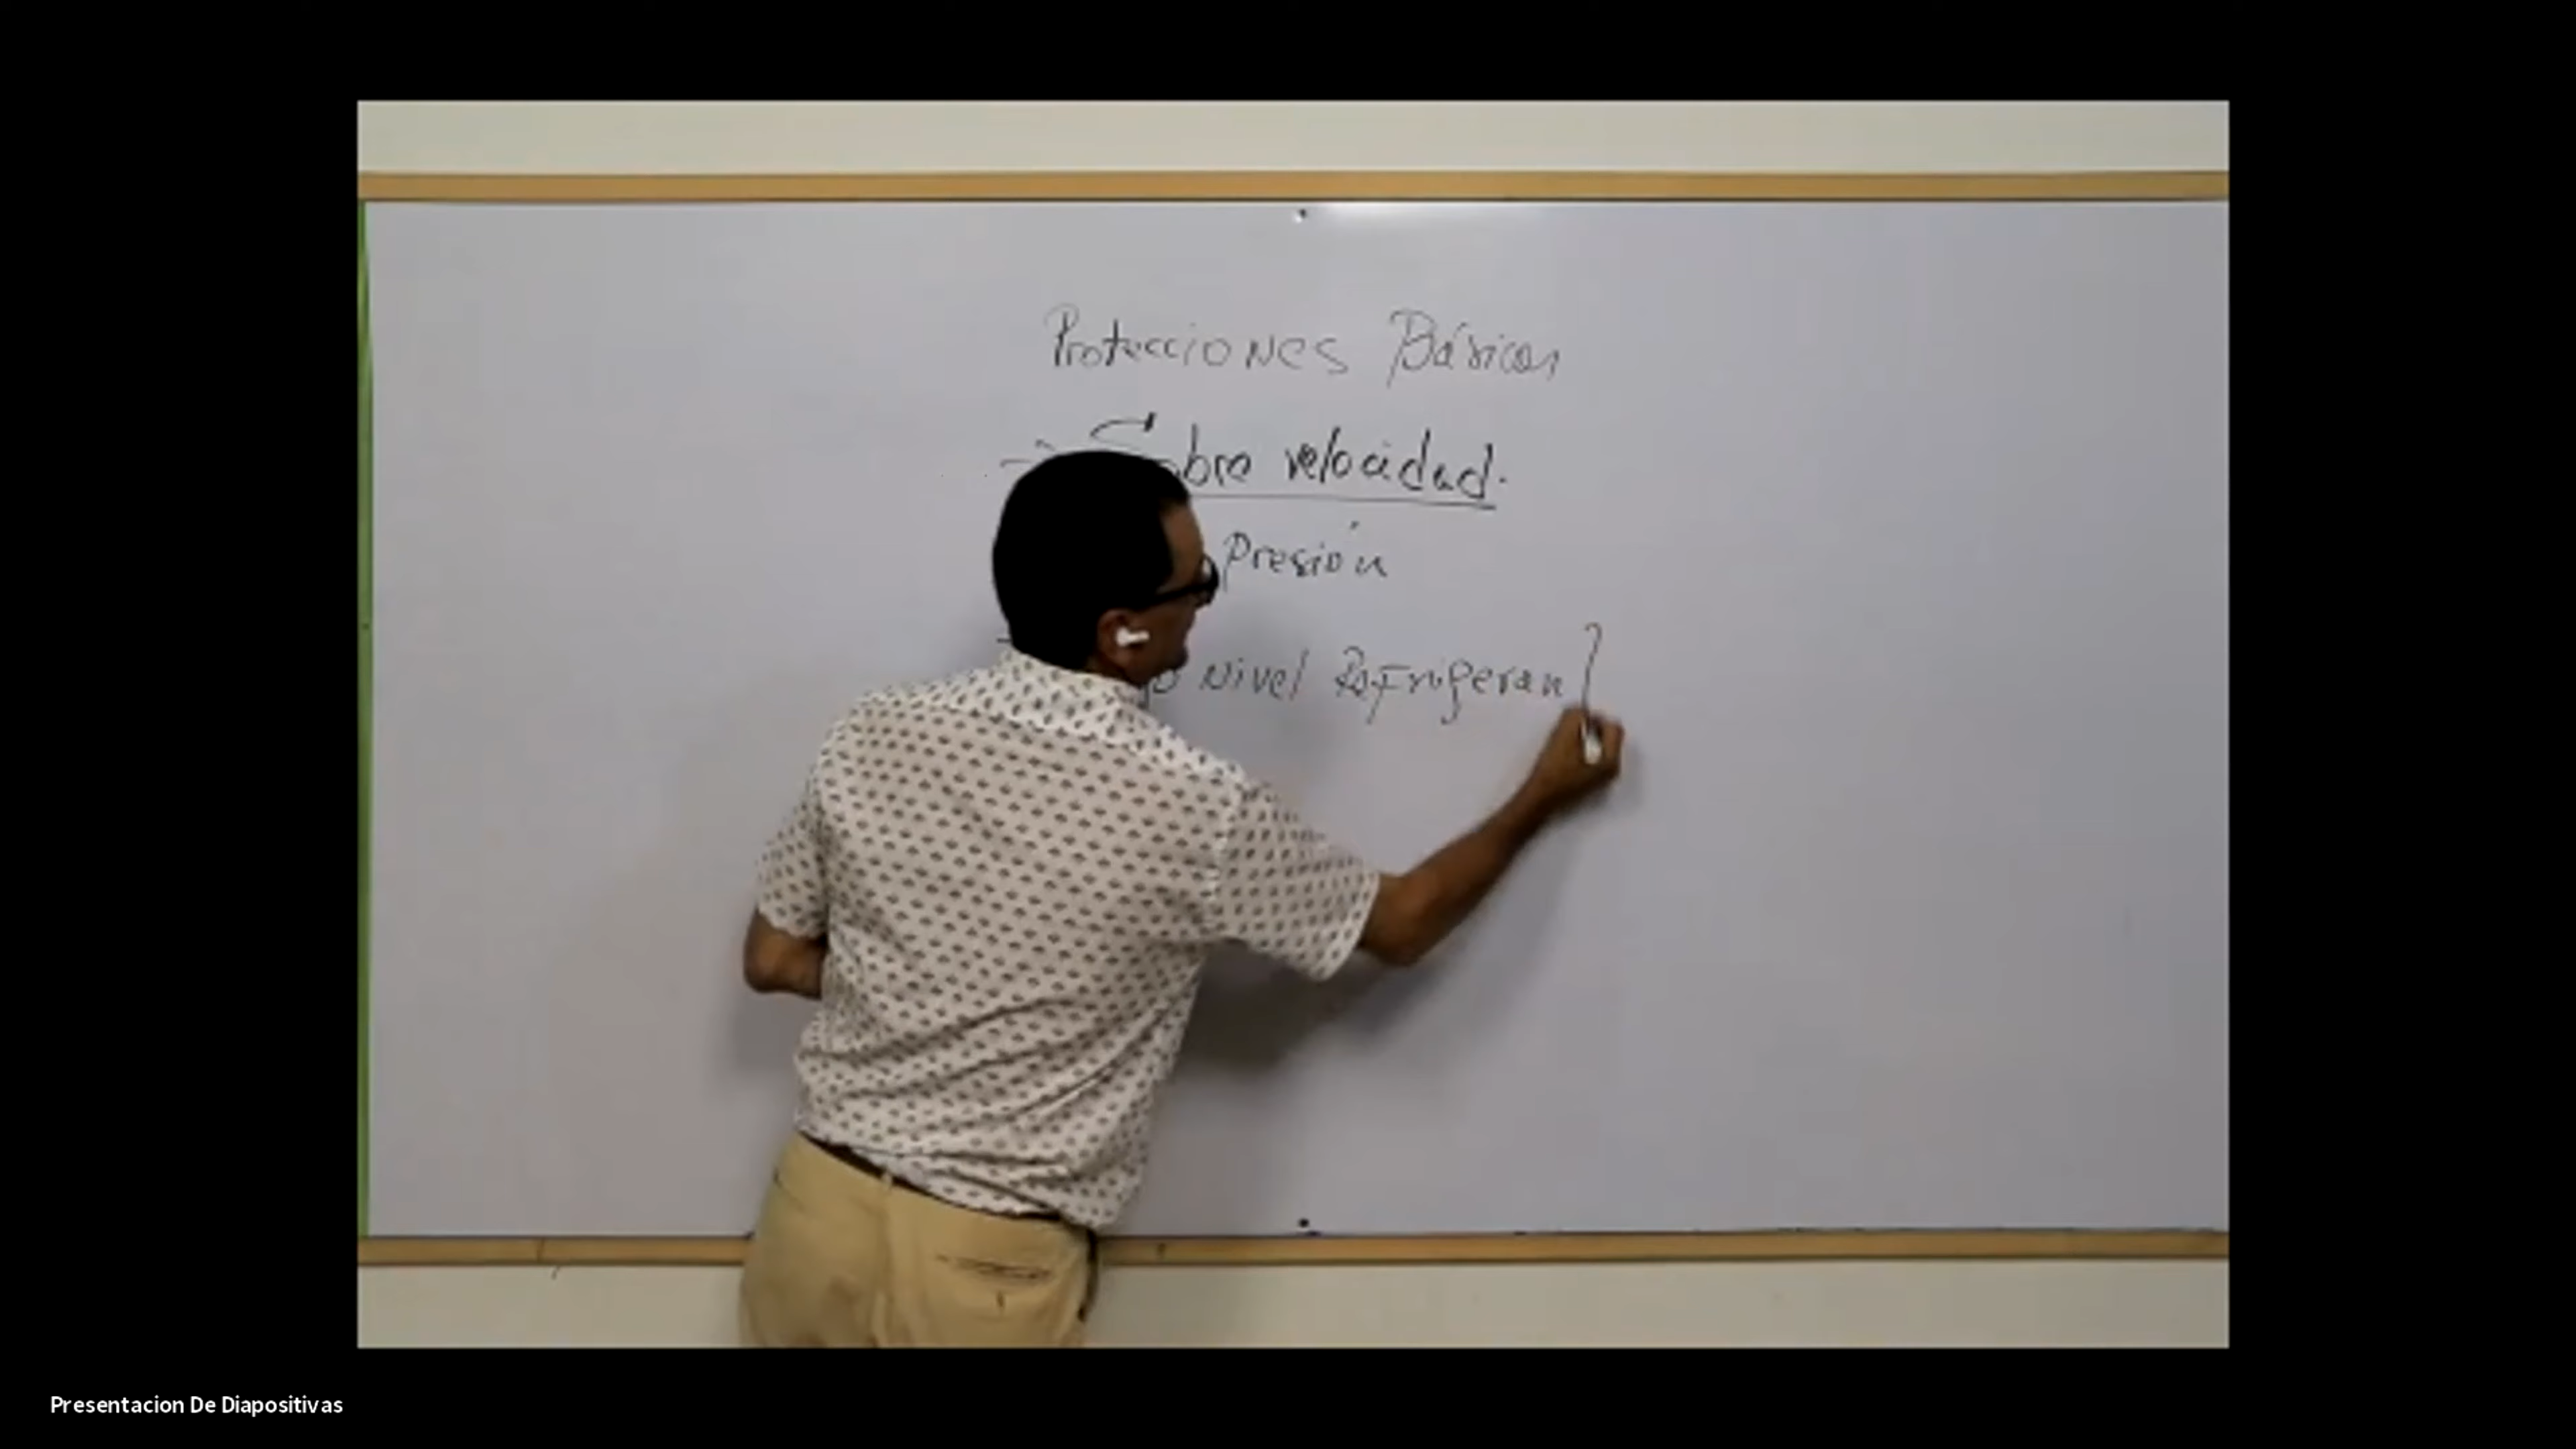 Protecciones Básicas
→ Sobre velocidad.
Presión
Nivel Refrigeran
Presentacion De Diapositivas